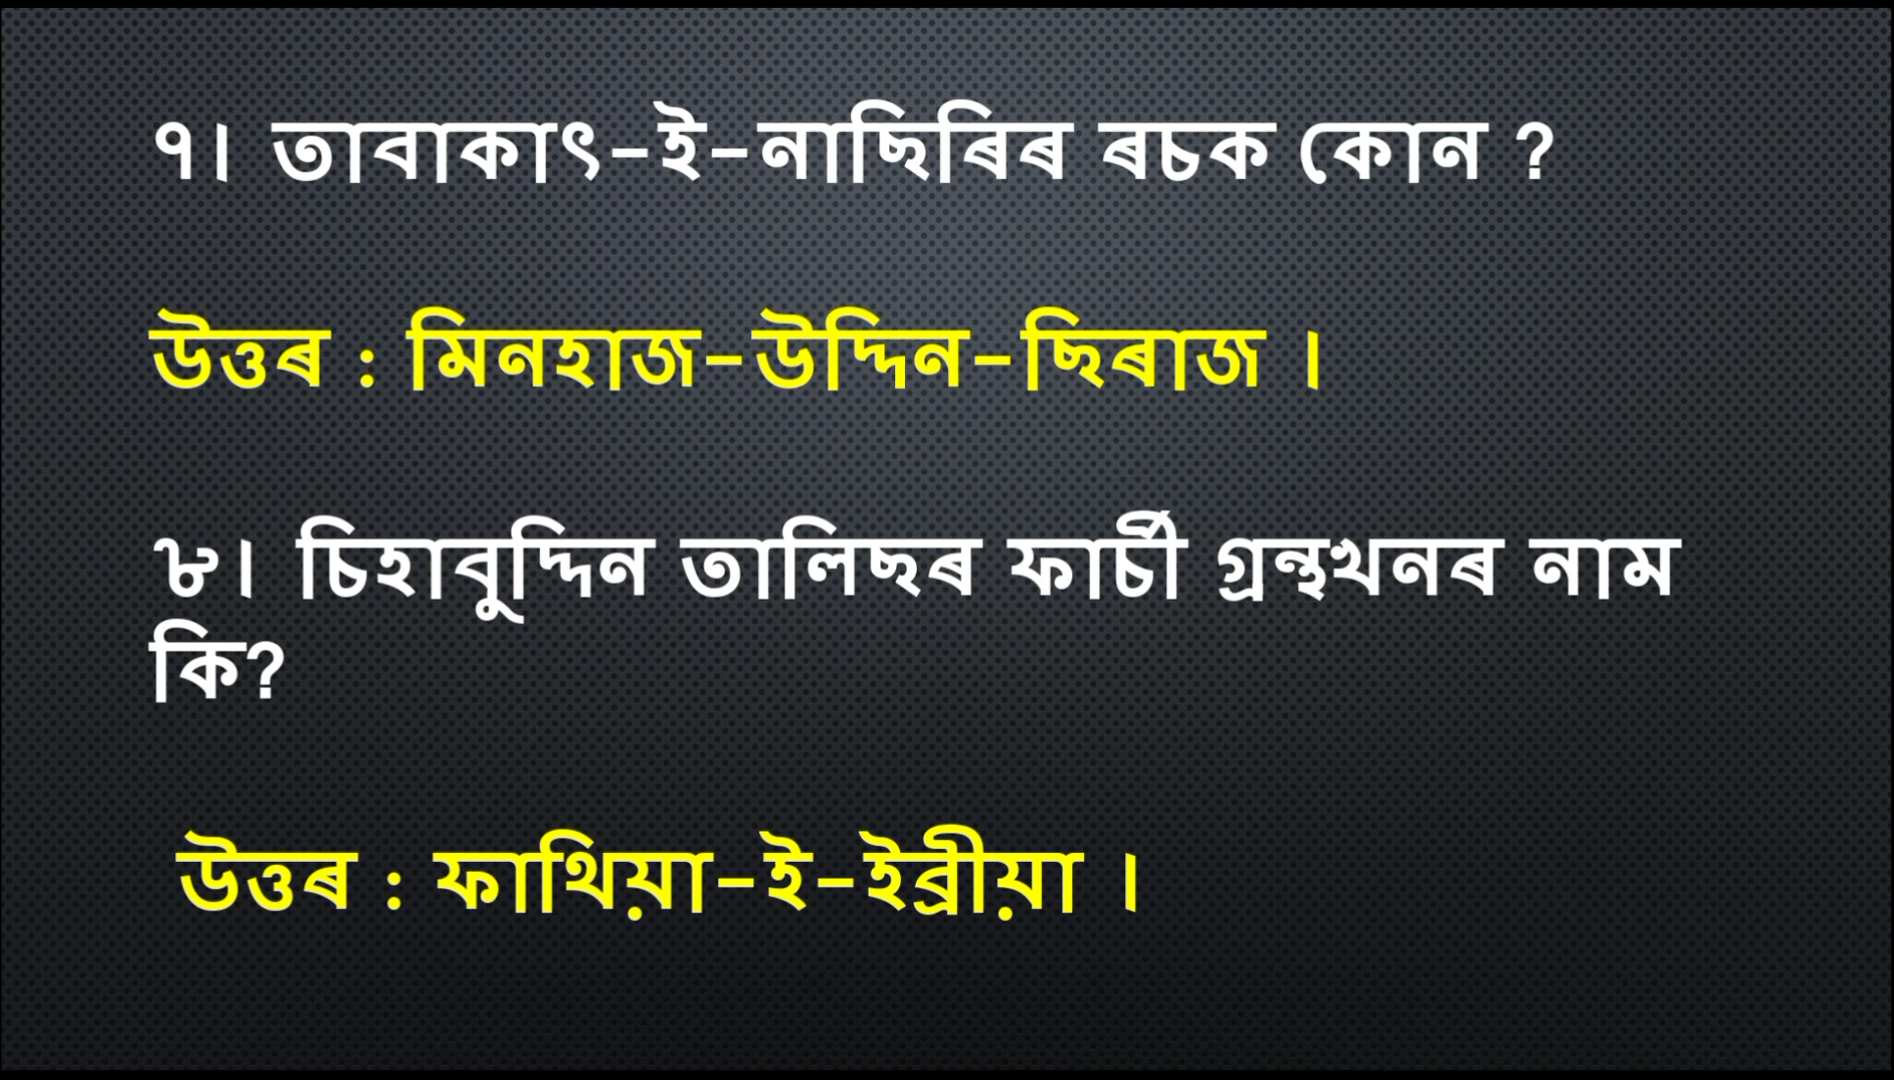 ৭। তাবাকাৎ-ই-নাছিৰিৰ ৰচক কোন ?
উত্তৰ : মিনহাজ-উদ্দিন-ছিৰাজ ।
৮। চিহাবুদ্দিন তালিছৰ ফাৰ্চী গ্ৰন্থখনৰ নাম
কি?
উত্তৰ : ফাথিয়া-ই-ইব্ৰীয়া ।